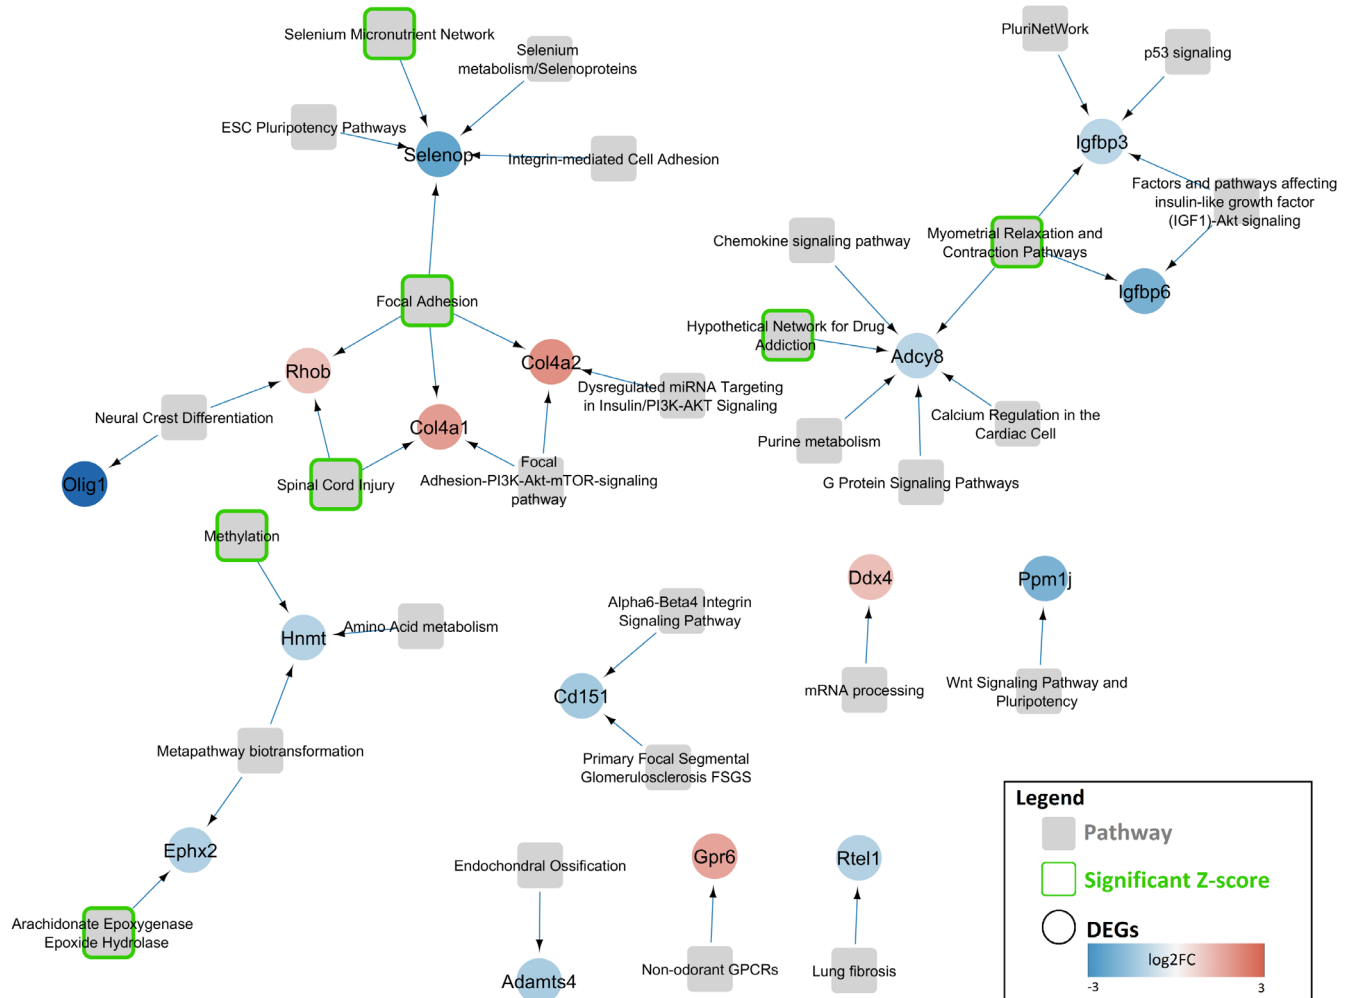 Selenium Micronutrient Network
Selenium
metabolism/Selenoproteins
ESC Pluripotency Pathways
Selenop
Integrin-mediated Cell Adhesion
Focal Adhesion
Rhob
Col4a2
Col4a1
Dysregulated miRNA Targeting
in Insulin/PI3K-AKT Signaling
Neural Crest Differentiation
Olig1
Spinal Cord Injury
Focal
Adhesion-PI3K-Akt-mTOR-signaling
pathway
PluriNetWork
p53 signaling
Igfbp3
Factors and pathways affecting
insulin-like growth factor
(IGF1)-Akt signaling
Chemokine signaling pathway
Myometrial Relaxation and
Contraction Pathways
Igfbp6
Hypothetical Network for Drug
Addiction
Adcy8
Purine metabolism
Calcium Regulation in the
Cardiac Cell
G Protein Signaling Pathways
Methylation
Hnmt
Amino Acid metabolism
Metapathway biotransformation
Ephx2
Arachidonate Epoxygenase
Epoxide Hydrolase
Alpha6-Beta4 Integrin
Signaling Pathway
Cd151
Primary Focal Segmental
Glomerulosclerosis FSGS
Ddx4
mRNA processing
Ppm1j
Wnt Signaling Pathway and
Pluripotency
Endochondral Ossification
Adamts4
Gpr6
Non-odorant GPCRs
Rtel1
Lung fibrosis
Legend
Pathway
Significant Z-score
DEGs
log2FC
-3
3